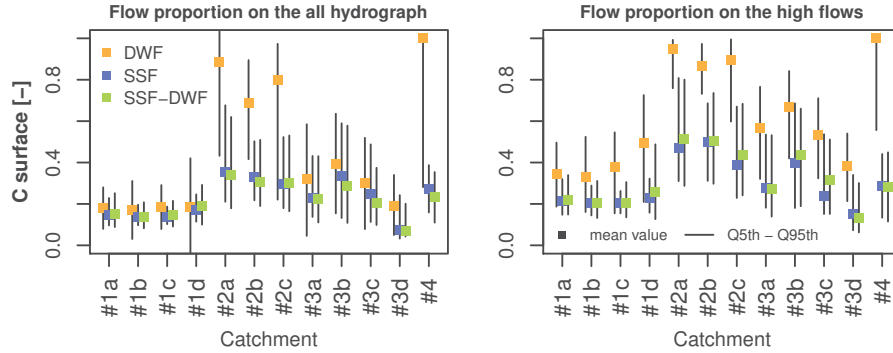 Flow proportion on the all hydrograph
Flow proportion on the high flows
C surface [−]
0.8
0.4
0.0
DWF
SSF
SSF−DWF
#1a
#1b
#1c
#1d
#2a
#2b
#2c
#3a
#3b
#3c
#3d
#4
Catchment
0.8
0.4
0.0
mean value
Q5th − Q95th
#1a
#1b
#1c
#1d
#2a
#2b
#2c
#3a
#3b
#3c
#3d
#4
Catchment